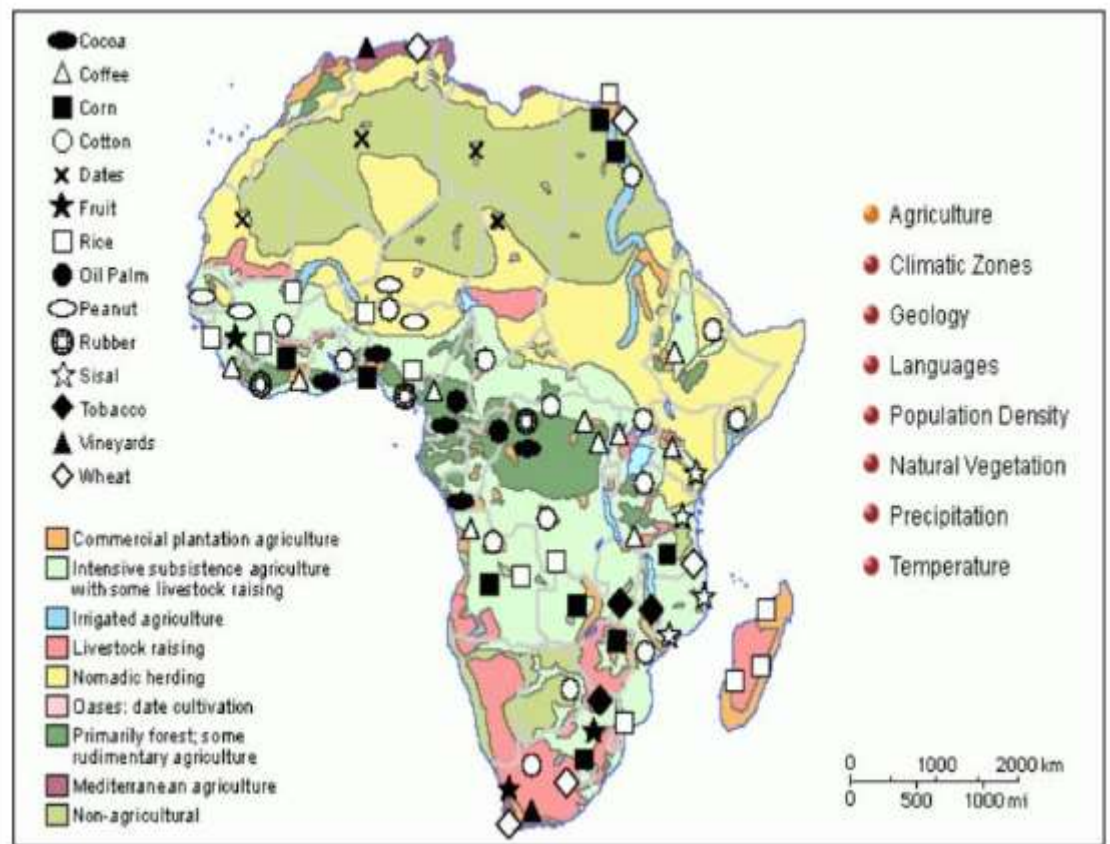 Cocoa
Coffee
Corn
Cotton
Dates
Fruit
Rice
Oil Palm
Peanut
Rubber
Sisal
Tobacco
Vineyards
Wheat
Commercial plantation agriculture
Intensive subsistence agriculture
with some livestock raising
Irrigated agriculture
Livestock raising
Nomadic herding
Oases: date cultivation
Primarily forest; some
rudimentary agriculture
Mediterranean agriculture
Non-agricultural
Agriculture
Climatic Zones
Geology
Languages
Population Density
Natural Vegetation
Precipitation
Temperature
0 1000 2000 km
0 500 1000 mi